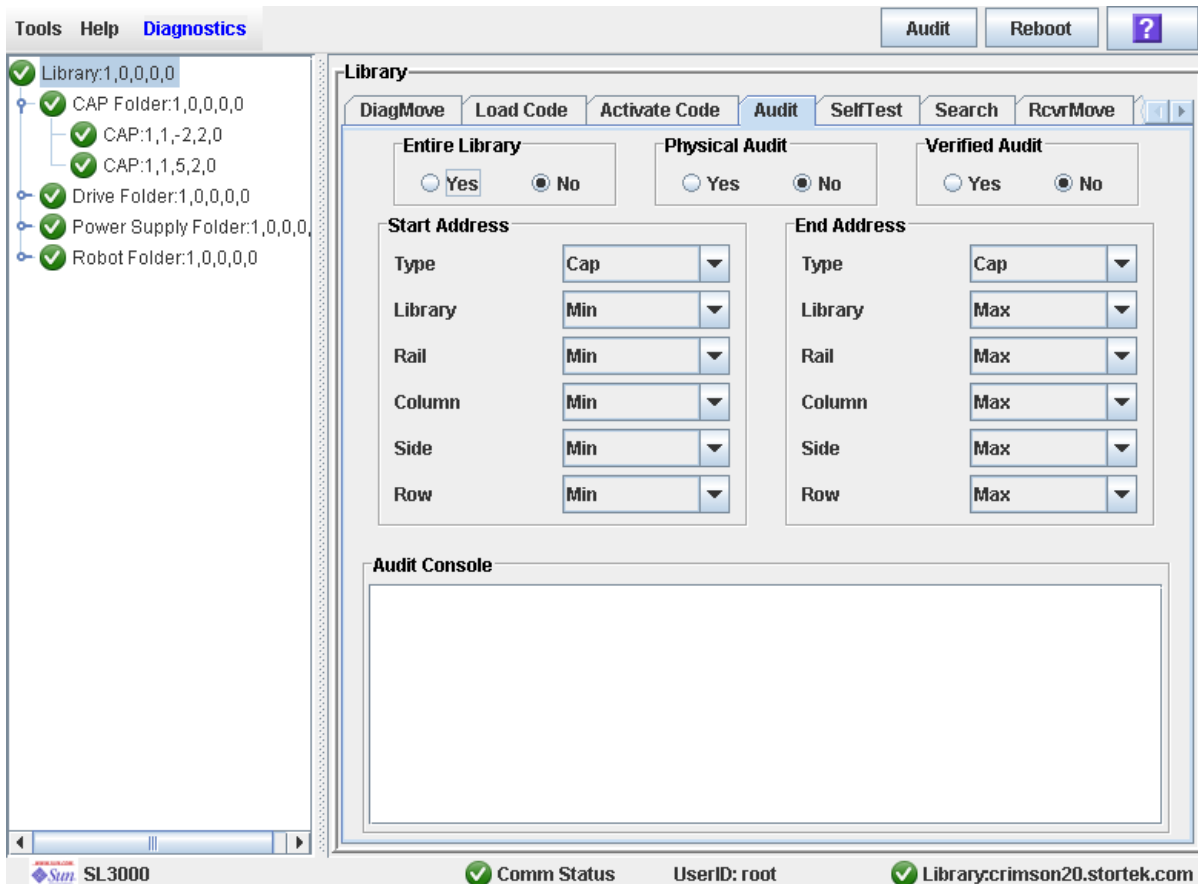 Tools Help Diagnostics
Audit Reboot ?
Library:1,0,0,0,0
CAP Folder:1,0,0,0,0
CAP:1,1,-2,2,0
CAP:1,1,5,2,0
Drive Folder:1,0,0,0,0
Power Supply Folder:1,0,0,0,
Robot Folder:1,0,0,0,0
Library
DiagMove Load Code Activate Code Audit SelfTest Search RcvrMove
Entire Library Physical Audit Verified Audit
Yes No Yes No Yes No
Start Address
Type Cap
Library Min
Rail Min
Column Min
Side Min
Row Min
End Address
Type Cap
Library Max
Rail Max
Column Max
Side Max
Row Max
Audit Console
Sun SL3000 Comm Status UserID: root Library:crimson20.stortek.com